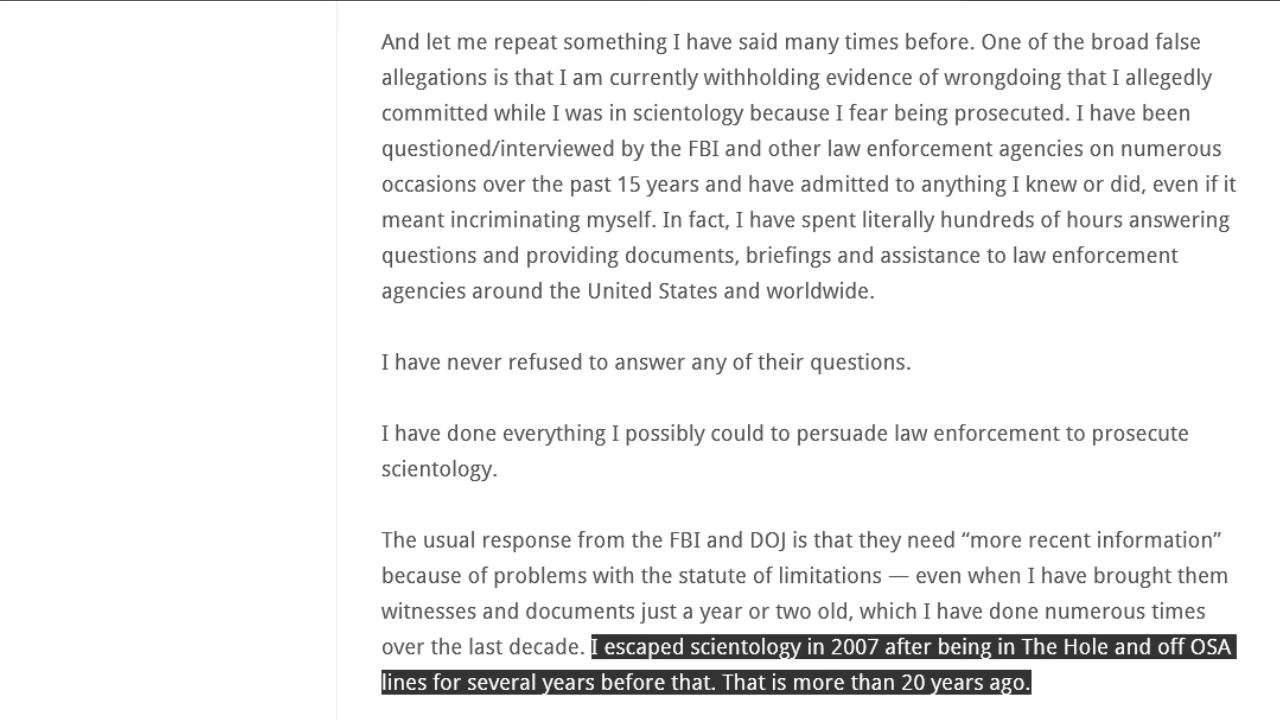 And let me repeat something I have said many times before. One of the broad false
allegations is that I am currently withholding evidence of wrongdoing that I allegedly
committed while I was in scientology because I fear being prosecuted. I have been
questioned/interviewed by the FBI and other law enforcement agencies on numerous
occasions over the past 15 years and have admitted to anything I knew or did, even if it
meant incriminating myself. In fact, I have spent literally hundreds of hours answering
questions and providing documents, briefings and assistance to law enforcement
agencies around the United States and worldwide.
I have never refused to answer any of their questions.
I have done everything I possibly could to persuade law enforcement to prosecute
scientology.
The usual response from the FBI and DOJ is that they need “more recent information”
because of problems with the statute of limitations — even when I have brought them
witnesses and documents just a year or two old, which I have done numerous times
over the last decade. I escaped scientology in 2007 after being in The Hole and off OSA
lines for several years before that. That is more than 20 years ago.